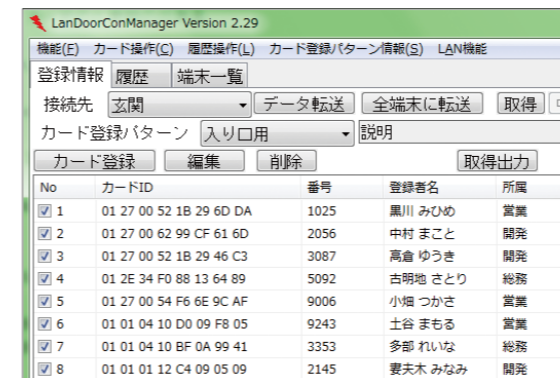 LanDoorConManager Version 2.29
機能(F) カード操作(C) 履歴操作(L) カード登録パターン情報(S) LAN機能
登録情報 履歴 端末一覧
接続先 玄関 データ転送 全端末に転送 取得
カード登録パターン 入り口用 説明
カード登録 編集 削除 取得出力
No カードID 番号 登録者名 所属
1 01 27 00 52 1B 29 6D DA 1025 黒川 みひめ 営業
2 01 27 00 62 99 CF 61 6D 2056 中村 まこと 開発
3 01 27 00 52 1B 29 46 C3 3087 高倉 ゆうき 開発
4 01 2E 34 F0 88 13 64 89 5092 古明地 さとり 総務
5 01 27 00 54 F6 6E 9C AF 9006 小畑 つかさ 営業
6 01 01 04 10 D0 09 F8 05 9243 土谷 まもる 営業
7 01 01 04 10 BF 0A 99 41 3353 多部 れいな 総務
8 01 01 01 12 C4 09 05 09 2145 妻夫木 みなみ 開発